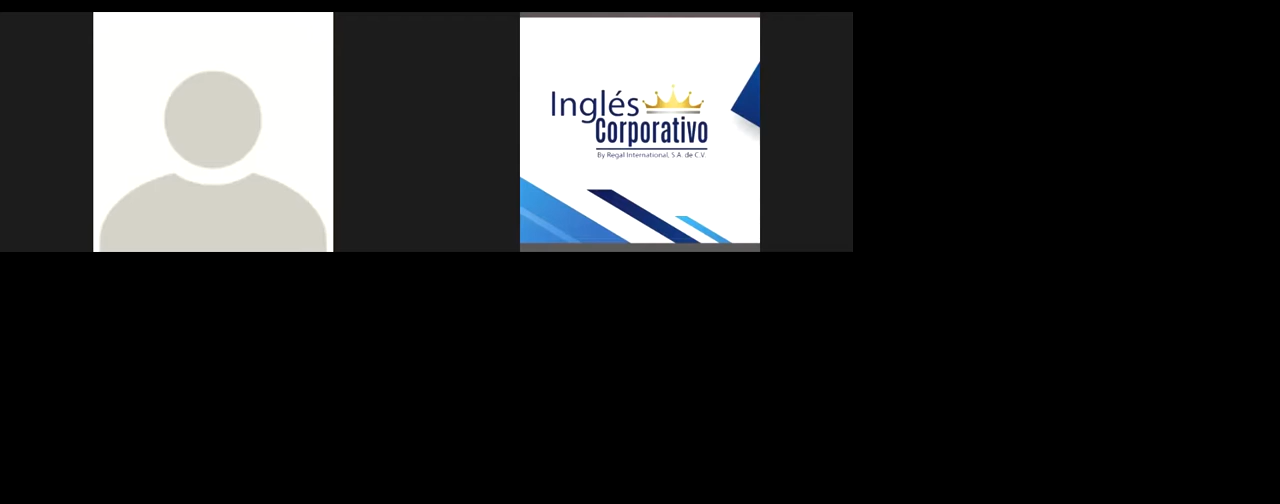 Inglés
Corporativo
By Regal International, S.A. de C.V.